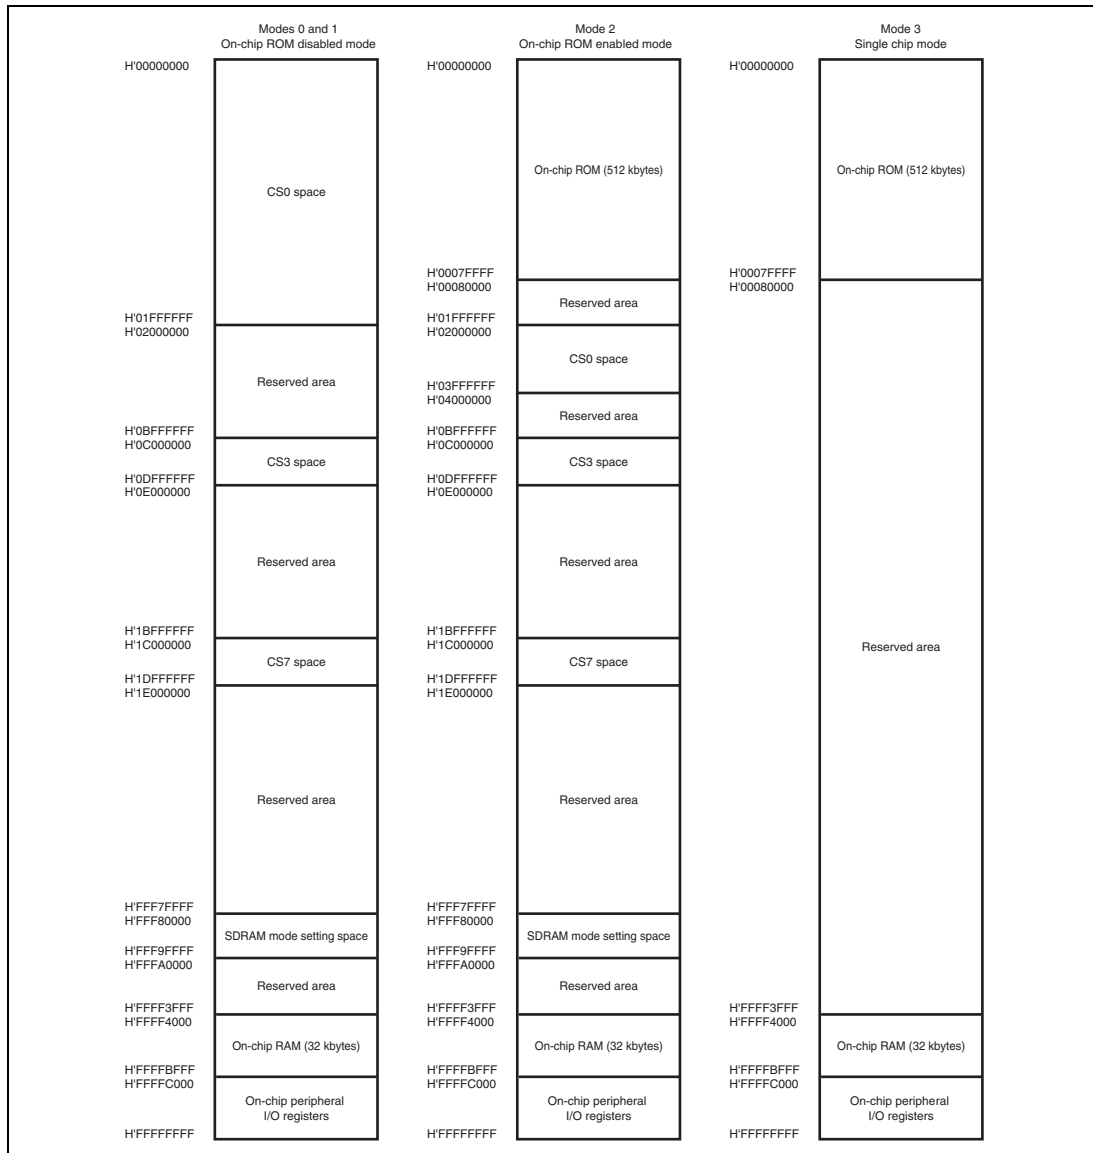 Modes 0 and 1
On-chip ROM disabled mode
H'00000000
CS0 space
H'01FFFFFF
H'02000000
Reserved area
H'0BFFFFFF
H'0C000000
CS3 space
H'0DFFFFFF
H'0E000000
Reserved area
H'1BFFFFFF
H'1C000000
CS7 space
H'1DFFFFFF
H'1E000000
Reserved area
H'FFF7FFFF
H'FFF80000
SDRAM mode setting space
H'FFF9FFFF
H'FFFA0000
Reserved area
H'FFFF3FFF
H'FFFF4000
On-chip RAM (32 kbytes)
H'FFFFBFFF
H'FFFFC000
On-chip peripheral
I/O registers
H'FFFFFFFF
Mode 2
On-chip ROM enabled mode
H'00000000
On-chip ROM (512 kbytes)
H'0007FFFF
H'00080000
Reserved area
H'01FFFFFF
H'02000000
CS0 space
H'03FFFFFF
H'04000000
Reserved area
H'0BFFFFFF
H'0C000000
CS3 space
H'0DFFFFFF
H'0E000000
Reserved area
H'1BFFFFFF
H'1C000000
CS7 space
H'1DFFFFFF
H'1E000000
Reserved area
H'FFF7FFFF
H'FFF80000
SDRAM mode setting space
H'FFF9FFFF
H'FFFA0000
Reserved area
H'FFFF3FFF
H'FFFF4000
On-chip RAM (32 kbytes)
H'FFFFBFFF
H'FFFFC000
On-chip peripheral
I/O registers
H'FFFFFFFF
Mode 3
Single chip mode
H'00000000
On-chip ROM (512 kbytes)
H'0007FFFF
H'00080000
Reserved area
H'FFFF3FFF
H'FFFF4000
On-chip RAM (32 kbytes)
H'FFFFBFFF
H'FFFFC000
On-chip peripheral
I/O registers
H'FFFFFFFF